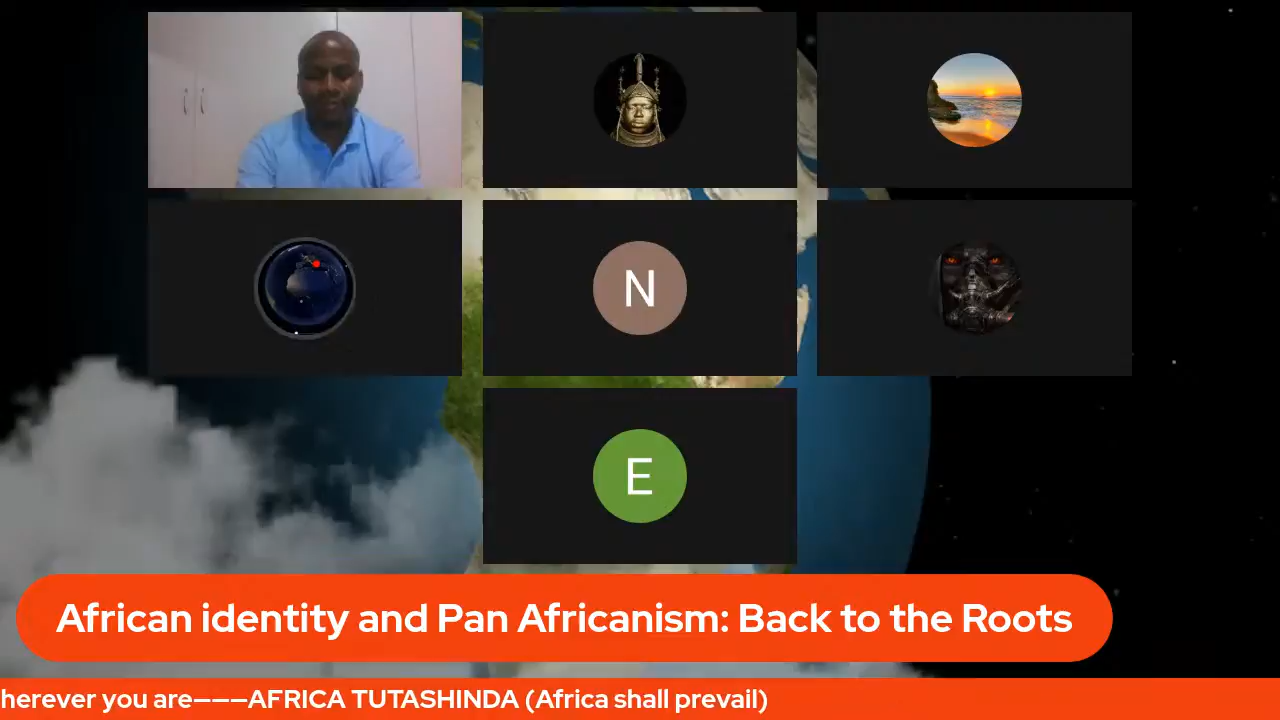 N
E
African identity and Pan Africanism: Back to the Roots
herever you are———AFRICA TUTASHINDA (Africa shall prevail)